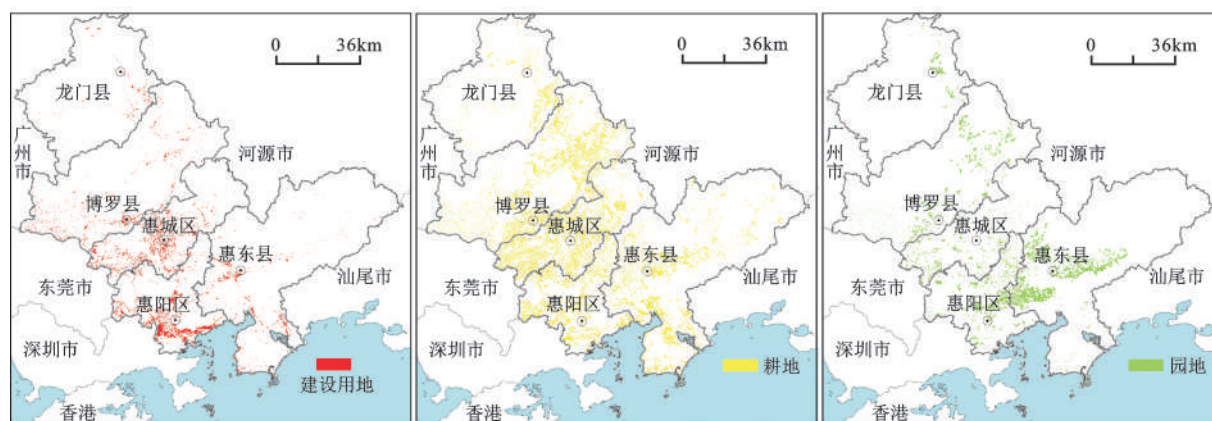 0 36km
龙门县
广州市
河源市
博罗县
惠城区
惠东县
汕尾市
东莞市
惠阳区
深圳市
建设用地
香港
0 36km
龙门县
广州市
河源市
博罗县
惠城区
惠东县
汕尾市
东莞市
惠阳区
深圳市
耕地
香港
0 36km
龙门县
广州市
河源市
博罗县
惠城区
惠东县
汕尾市
东莞市
惠阳区
深圳市
园地
香港